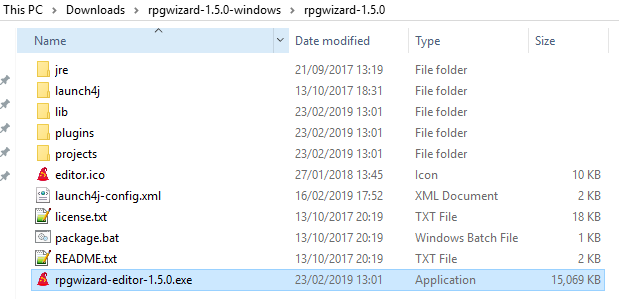 This PC > Downloads > rpgwizard-1.5.0-windows > rpgwizard-1.5.0
Name Date modified Type Size
jre 21/09/2017 13:19 File folder
launch4j 13/10/2017 18:31 File folder
lib 23/02/2019 13:01 File folder
plugins 23/02/2019 13:01 File folder
projects 23/02/2019 13:01 File folder
editor.ico 27/01/2018 13:45 Icon 10 KB
launch4j-config.xml 16/02/2019 17:52 XML Document 2 KB
license.txt 13/10/2017 20:19 TXT File 18 KB
package.bat 13/10/2017 20:19 Windows Batch File 1 KB
README.txt 13/10/2017 20:19 TXT File 2 KB
rpgwizard-editor-1.5.0.exe 23/02/2019 13:01 Application 15,069 KB